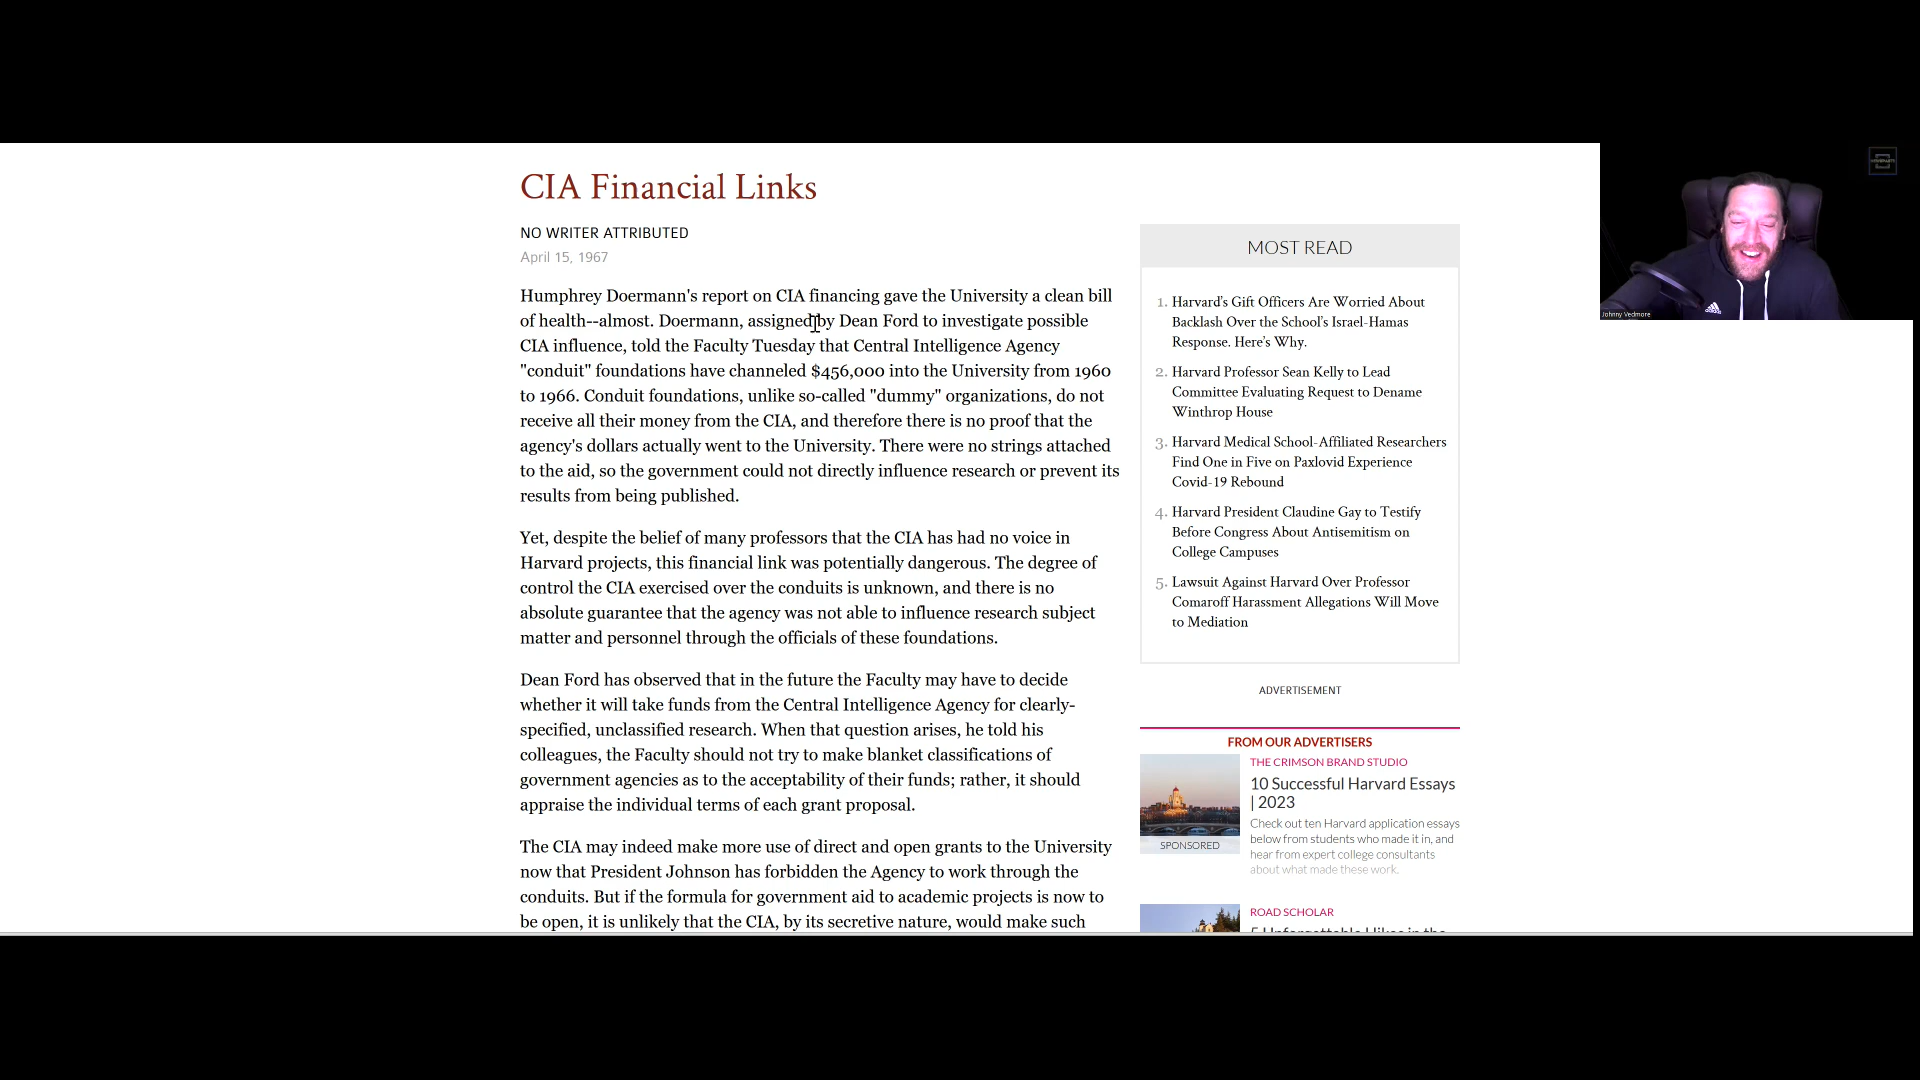 CIA Financial Links
NO WRITER ATTRIBUTED
April 15, 1967
Humphrey Doermann's report on CIA financing gave the University a clean bill
of health--almost. Doermann, assigned by Dean Ford to investigate possible
CIA influence, told the Faculty Tuesday that Central Intelligence Agency
"conduit" foundations have channeled $456,000 into the University from 1960
to 1966. Conduit foundations, unlike so-called "dummy" organizations, do not
receive all their money from the CIA, and therefore there is no proof that the
agency's dollars actually went to the University. There were no strings attached
to the aid, so the government could not directly influence research or prevent its
results from being published.
Yet, despite the belief of many professors that the CIA has had no voice in
Harvard projects, this financial link was potentially dangerous. The degree of
control the CIA exercised over the conduits is unknown, and there is no
absolute guarantee that the agency was not able to influence research subject
matter and personnel through the officials of these foundations.
Dean Ford has observed that in the future the Faculty may have to decide
whether it will take funds from the Central Intelligence Agency for clearly-
specified, unclassified research. When that question arises, he told his
colleagues, the Faculty should not try to make blanket classifications of
government agencies as to the acceptability of their funds; rather, it should
appraise the individual terms of each grant proposal.
The CIA may indeed make more use of direct and open grants to the University
now that President Johnson has forbidden the Agency to work through the
conduits. But if the formula for government aid to academic projects is now to
be open, it is unlikely that the CIA, by its secretive nature, would make such
MOST READ
1. Harvard's Gift Officers Are Worried About
Backlash Over the School's Israel-Hamas
Response. Here's Why.
2. Harvard Professor Sean Kelly to Lead
Committee Evaluating Request to Dename
Winthrop House
3. Harvard Medical School-Affiliated Researchers
Find One in Five on Paxlovid Experience
Covid-19 Rebound
4. Harvard President Claudine Gay to Testify
Before Congress About Antisemitism on
College Campuses
5. Lawsuit Against Harvard Over Professor
Comaroff Harassment Allegations Will Move
to Mediation
ADVERTISEMENT
FROM OUR ADVERTISERS
THE CRIMSON BRAND STUDIO
10 Successful Harvard Essays
| 2023
Check out ten Harvard application essays
below from students who made it in, and
hear from expert college consultants
about what made these work.
SPONSORED
ROAD SCHOLAR
5 Unforgettable Hikes in the
Johnny Vedmore